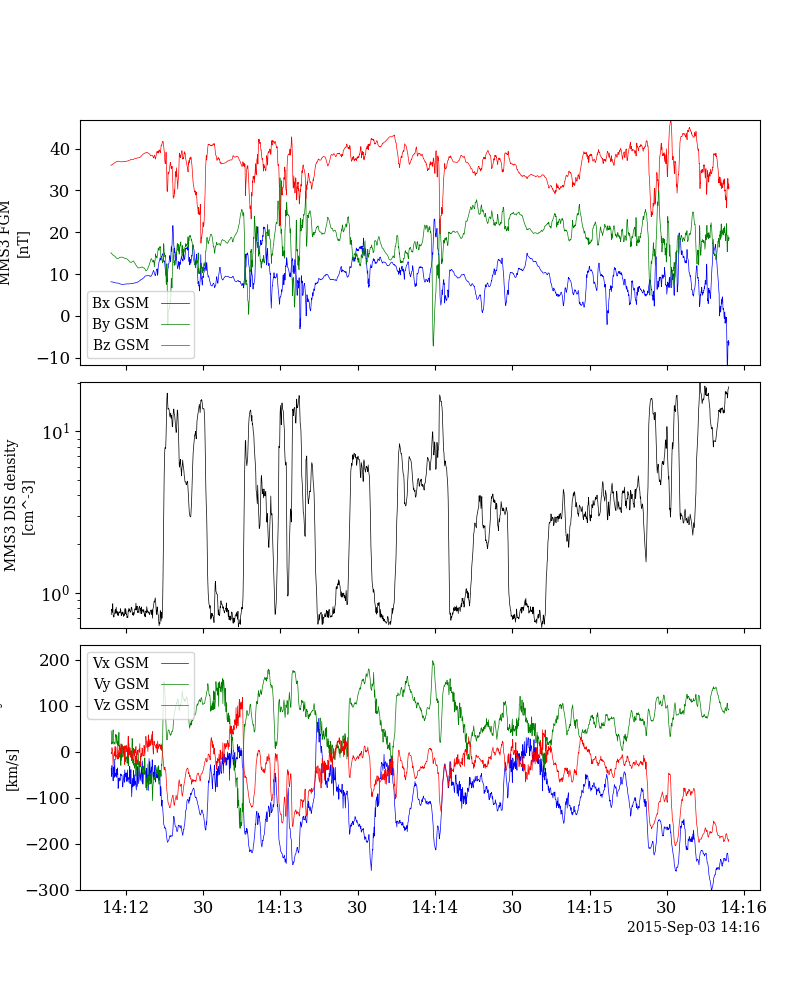 40
30
20
10
0
−10
MMS3 FGM
[nT]
Bx GSM
By GSM
Bz GSM
10^1
10^0
MMS3 DIS density
[cm^-3]
200
100
0
−100
−200
−300
[km/s]
Vx GSM
Vy GSM
Vz GSM
14:12 30 14:13 30 14:14 30 14:15 30 14:16
2015-Sep-03 14:16